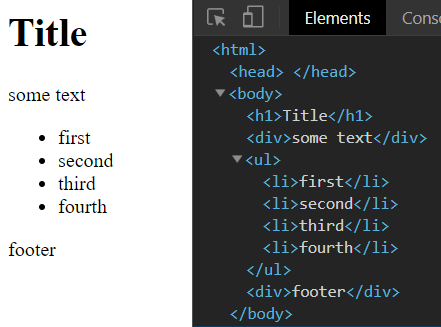 Title
some text
first
second
third
fourth
footer
Elements
Conso
<html>
<head> </head>
<body>
<h1>Title</h1>
<div>some text</div>
<ul>
<li>first</li>
<li>second</li>
<li>third</li>
<li>fourth</li>
</ul>
<div>footer</div>
</body>